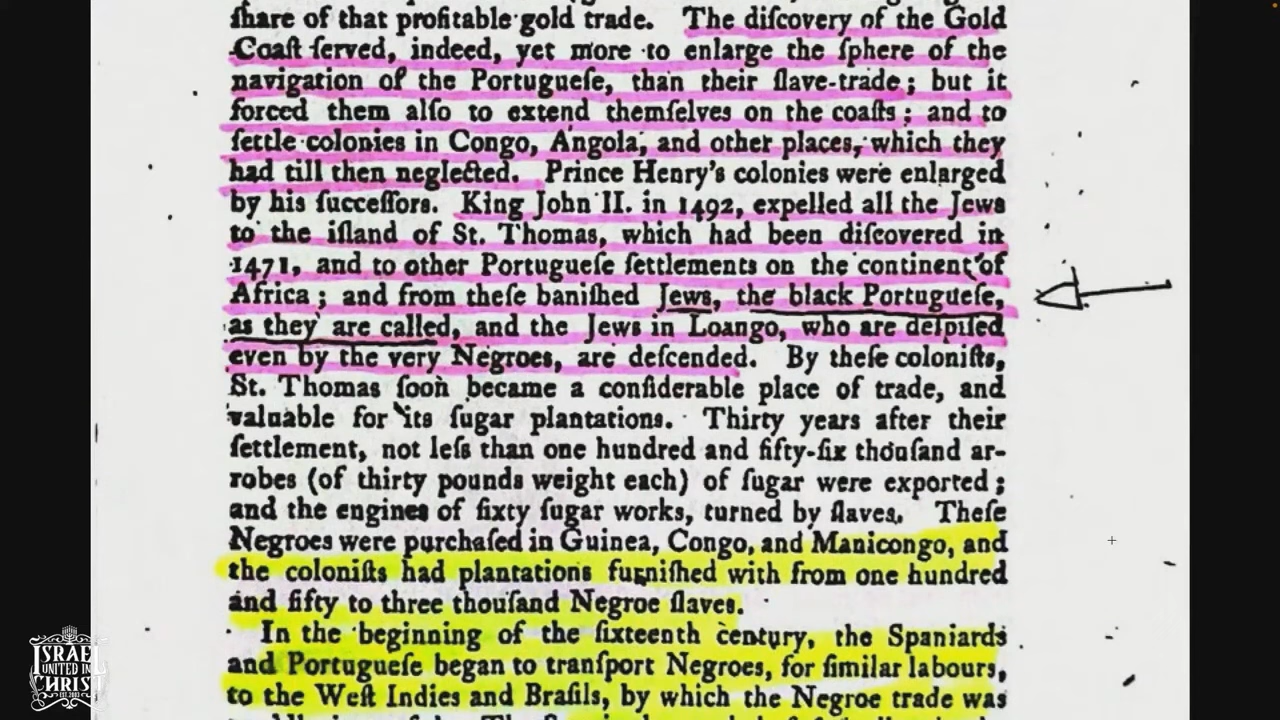 ſhare of that profitable gold trade. The diſcovery of the Gold
Coaſt ſerved, indeed, yet more to enlarge the ſphere of the
navigation of the Portugueſe, than their ſlave-trade; but it
forced them alſo to extend themſelves on the coaſts; and to
ſettle colonies in Congo, Angola, and other places, which they
had till then neglected. Prince Henry's colonies were enlarged
by his ſucceſſors. King John II. in 1492, expelled all the Jews
to the iſland of St. Thomas, which had been diſcovered in
1471, and to other Portugueſe ſettlements on the continent of
Africa; and from theſe baniſhed Jews, the black Portugueſe,
as they are called, and the Jews in Loango, who are deſpiſed
even by the very Negroes, are deſcended. By theſe coloniſts,
St. Thomas ſoon became a conſiderable place of trade, and
valuable for its ſugar plantations. Thirty years after their
ſettlement, not leſs than one hundred and fifty-ſix thouſand ar-
robes (of thirty pounds weight each) of ſugar were exported;
and the engines of ſixty ſugar works, turned by ſlaves. Theſe
Negroes were purchaſed in Guinea, Congo, and Manicongo, and
the coloniſts had plantations furniſhed with from one hundred
and fifty to three thouſand Negroe ſlaves.
In the beginning of the ſixteenth century, the Spaniards
and Portugueſe began to tranſport Negroes, for ſimilar labours,
to the Weſt Indies and Braſils, by which the Negroe trade was
ISRAEL
UNITED IN
CHRIST
EST. 2003